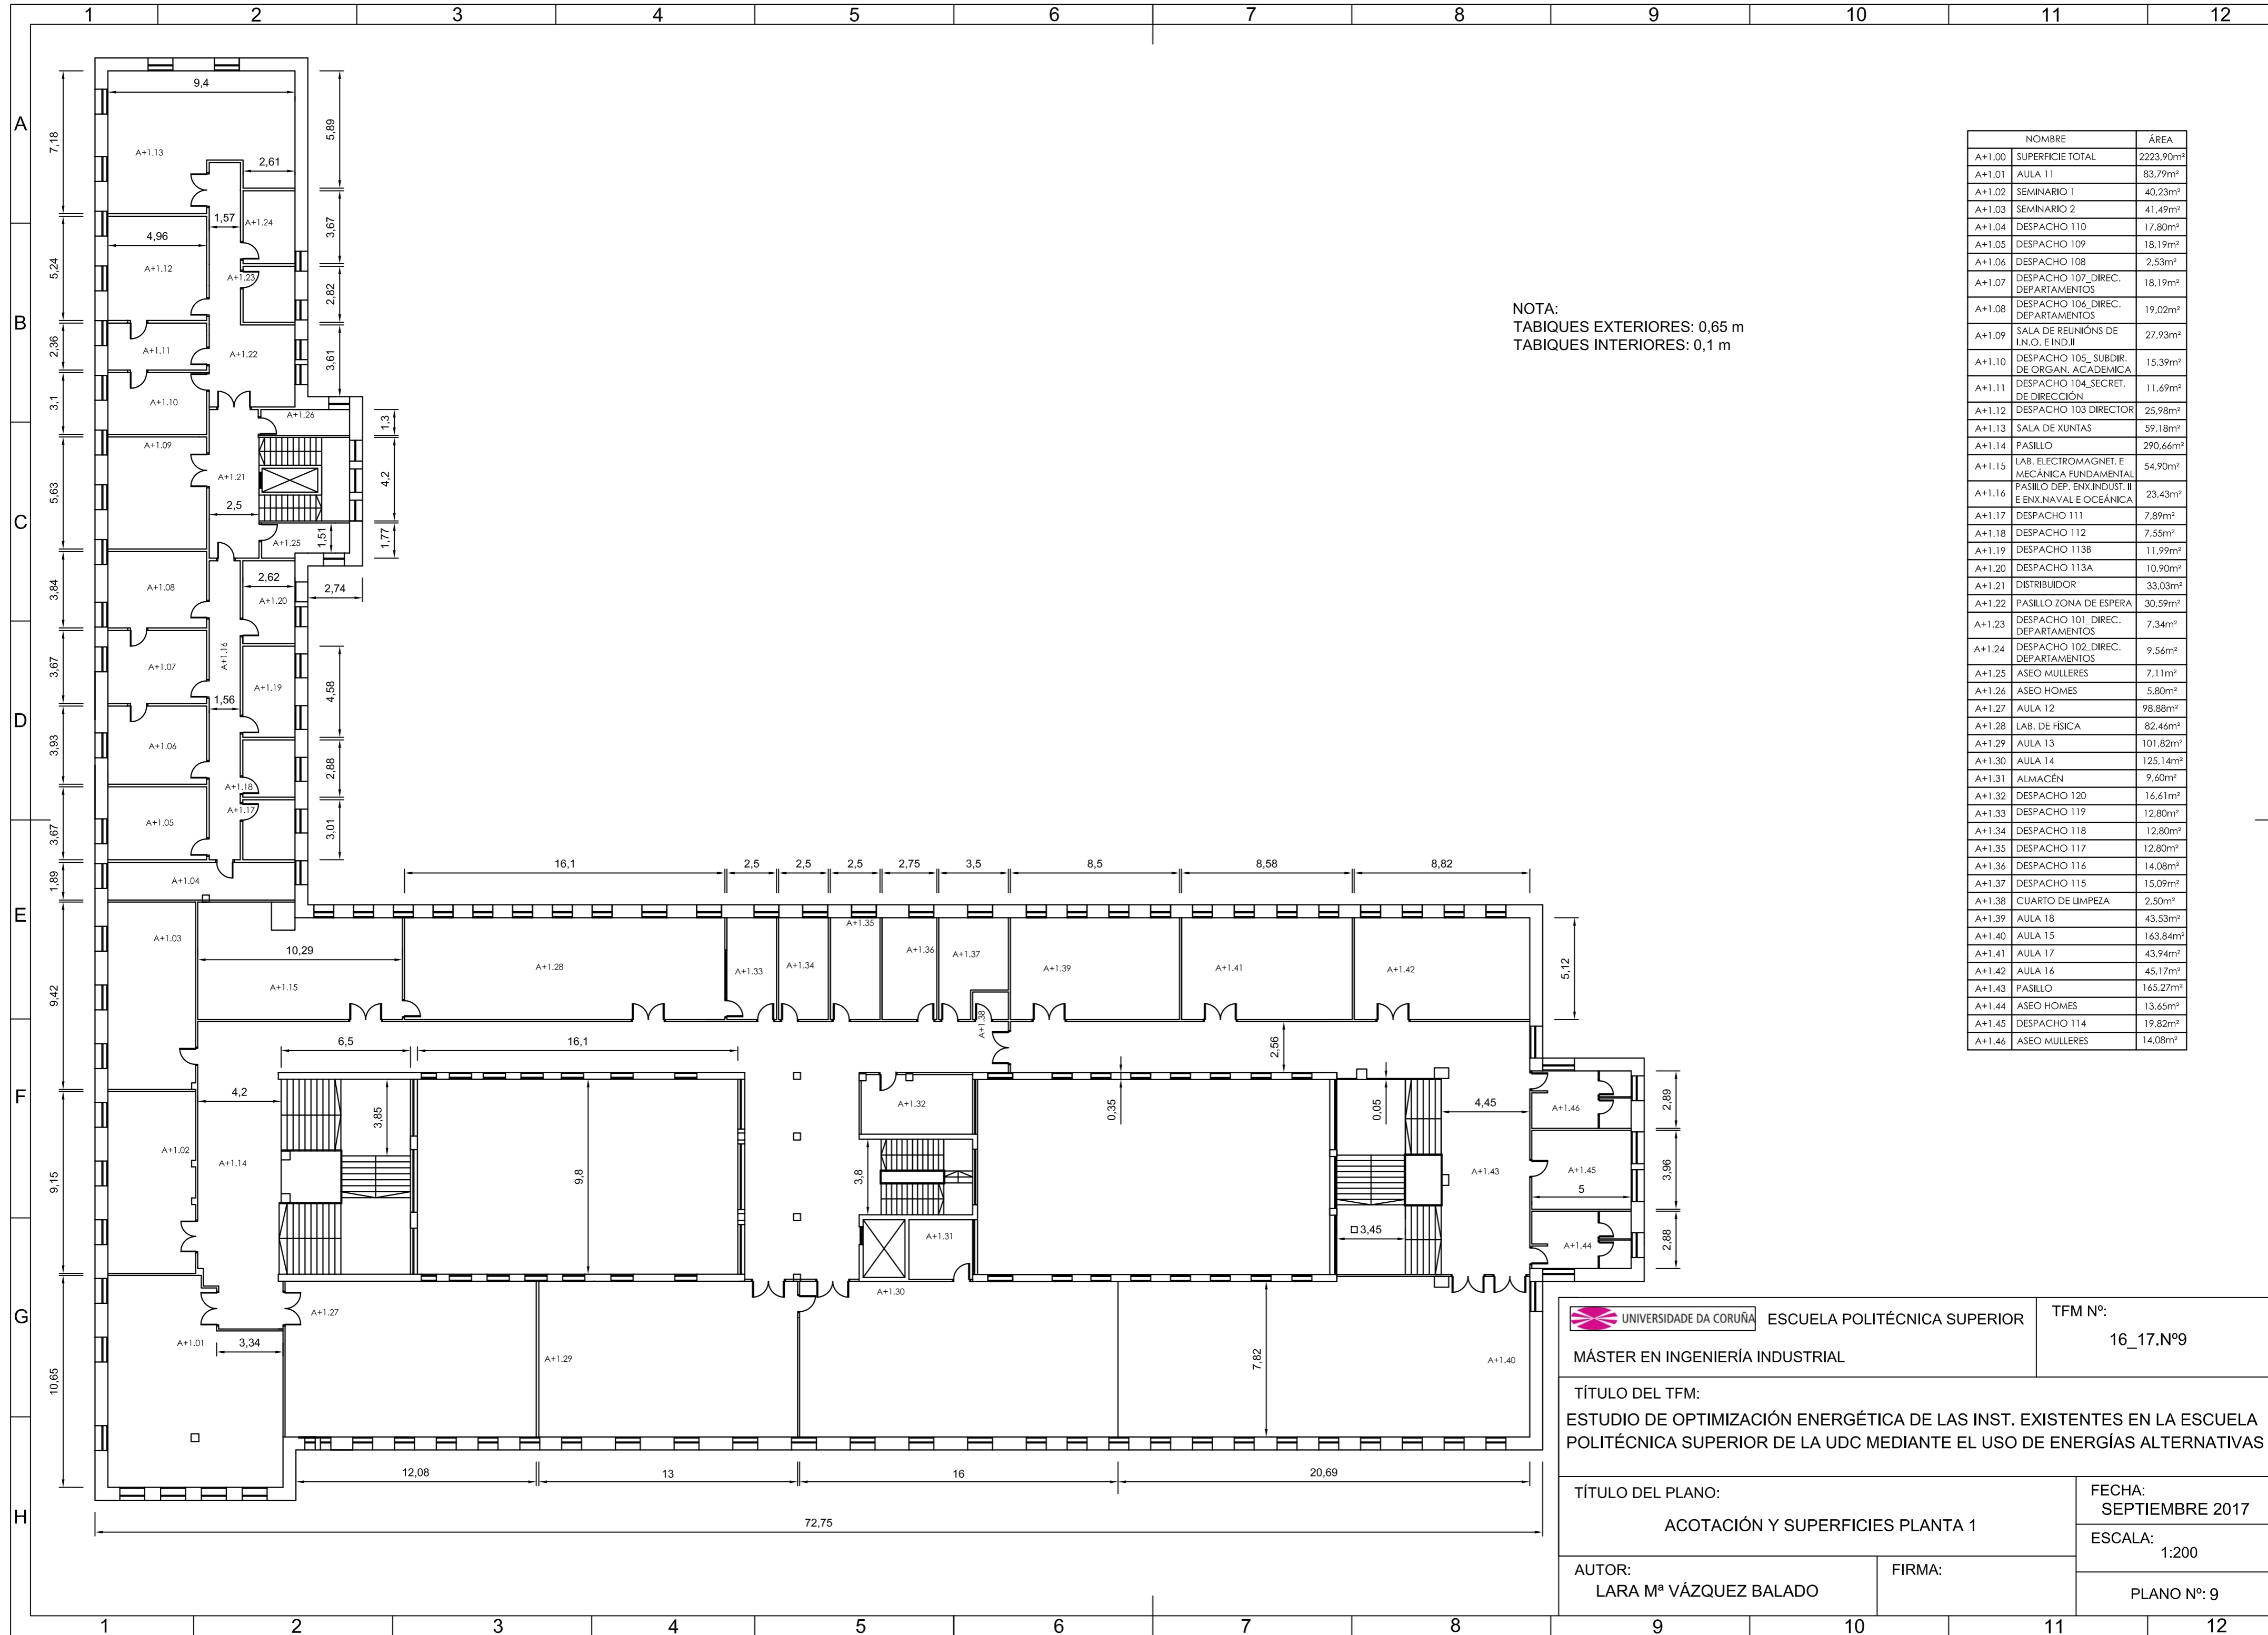 1 2 3 4 5 6 7 8 9 10 11 12
A
B
C
D
E
F
G
H
9,4
7,18
5,89
A+1.13
2,61
1,57
A+1.24
3,67
4,96
5,24
A+1.12
A+1.23
2,82
2,36
A+1.11
A+1.22
3,61
3,1
A+1.10
A+1.26
1,3
A+1.09
5,63
A+1.21
4,2
2,5
A+1.25
1,51
1,77
3,84
A+1.08
2,62
A+1.20
2,74
3,67
A+1.07
A+1.16
A+1.19
4,58
1,56
3,93
A+1.06
2,88
A+1.18
A+1.17
3,67
A+1.05
3,01
1,89
A+1.04
16,1
2,5
2,5
2,5
2,75
3,5
8,5
8,58
8,82
A+1.03
10,29
A+1.15
A+1.28
A+1.33
A+1.34
A+1.35
A+1.36
A+1.37
A+1.38
A+1.39
A+1.41
A+1.42
5,12
9,42
6,5
16,1
2,56
4,2
3,85
9,8
A+1.32
0,35
0,05
4,45
A+1.46
2,89
A+1.02
A+1.14
9,15
3,8
A+1.43
A+1.45
5
3,96
A+1.31
3,45
A+1.44
2,88
A+1.27
A+1.30
A+1.01
3,34
10,65
A+1.29
7,82
A+1.40
12,08
13
16
20,69
72,75
NOTA:
TABIQUES EXTERIORES: 0,65 m
TABIQUES INTERIORES: 0,1 m
NOMBRE ÁREA
A+1.00 SUPERFICIE TOTAL 2223,90m²
A+1.01 AULA 11 83,79m²
A+1.02 SEMINARIO 1 40,23m²
A+1.03 SEMINARIO 2 41,49m²
A+1.04 DESPACHO 110 17,80m²
A+1.05 DESPACHO 109 18,19m²
A+1.06 DESPACHO 108 2,53m²
A+1.07 DESPACHO 107_DIREC. DEPARTAMENTOS 18,19m²
A+1.08 DESPACHO 106_DIREC. DEPARTAMENTOS 19,02m²
A+1.09 SALA DE REUNIÓNS DE I.N.O. E IND.II 27,93m²
A+1.10 DESPACHO 105_ SUBDIR. DE ORGAN. ACADEMICA 15,39m²
A+1.11 DESPACHO 104_SECRET. DE DIRECCIÓN 11,69m²
A+1.12 DESPACHO 103 DIRECTOR 25,98m²
A+1.13 SALA DE XUNTAS 59,18m²
A+1.14 PASILLO 290,66m²
A+1.15 LAB. ELECTROMAGNET. E MECÁNICA FUNDAMENTAL 54,90m²
A+1.16 PASIILO DEP. ENX.INDUST. II E ENX.NAVAL E OCEÁNICA 23,43m²
A+1.17 DESPACHO 111 7,89m²
A+1.18 DESPACHO 112 7,55m²
A+1.19 DESPACHO 113B 11,99m²
A+1.20 DESPACHO 113A 10,90m²
A+1.21 DISTRIBUIDOR 33,03m²
A+1.22 PASILLO ZONA DE ESPERA 30,59m²
A+1.23 DESPACHO 101_DIREC. DEPARTAMENTOS 7,34m²
A+1.24 DESPACHO 102_DIREC. DEPARTAMENTOS 9,56m²
A+1.25 ASEO MULLERES 7,11m²
A+1.26 ASEO HOMES 5,80m²
A+1.27 AULA 12 98,88m²
A+1.28 LAB. DE FÍSICA 82,46m²
A+1.29 AULA 13 101,82m²
A+1.30 AULA 14 125,14m²
A+1.31 ALMACÉN 9,60m²
A+1.32 DESPACHO 120 16,61m²
A+1.33 DESPACHO 119 12,80m²
A+1.34 DESPACHO 118 12,80m²
A+1.35 DESPACHO 117 12,80m²
A+1.36 DESPACHO 116 14,08m²
A+1.37 DESPACHO 115 15,09m²
A+1.38 CUARTO DE LIMPEZA 2,50m²
A+1.39 AULA 18 43,53m²
A+1.40 AULA 15 163,84m²
A+1.41 AULA 17 43,94m²
A+1.42 AULA 16 45,17m²
A+1.43 PASILLO 165,27m²
A+1.44 ASEO HOMES 13,65m²
A+1.45 DESPACHO 114 19,82m²
A+1.46 ASEO MULLERES 14,08m²
UNIVERSIDADE DA CORUÑA ESCUELA POLITÉCNICA SUPERIOR
MÁSTER EN INGENIERÍA INDUSTRIAL
TFM Nº:
16_17.Nº9
TÍTULO DEL TFM:
ESTUDIO DE OPTIMIZACIÓN ENERGÉTICA DE LAS INST. EXISTENTES EN LA ESCUELA
POLITÉCNICA SUPERIOR DE LA UDC MEDIANTE EL USO DE ENERGÍAS ALTERNATIVAS
TÍTULO DEL PLANO:
ACOTACIÓN Y SUPERFICIES PLANTA 1
FECHA:
SEPTIEMBRE 2017
ESCALA:
1:200
AUTOR:
LARA Mª VÁZQUEZ BALADO
FIRMA:
PLANO Nº: 9
1 2 3 4 5 6 7 8 9 10 11 12